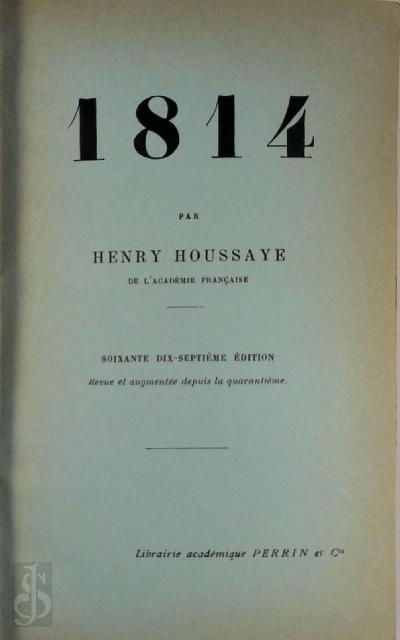 1814
PAR
HENRY HOUSSAYE
DE L'ACADÉMIE FRANÇAISE
SOIXANTE DIX-SEPTIÈME ÉDITION
Revue et augmentée depuis la quarantième.
Librairie académique PERRIN et Cie